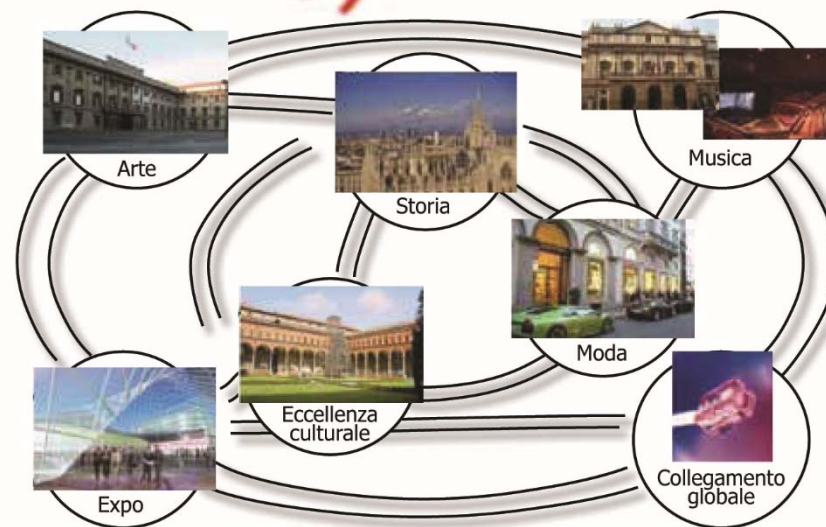 Arte
Musica
Storia
Moda
Eccellenza
culturale
Collegamento
globale
Expo